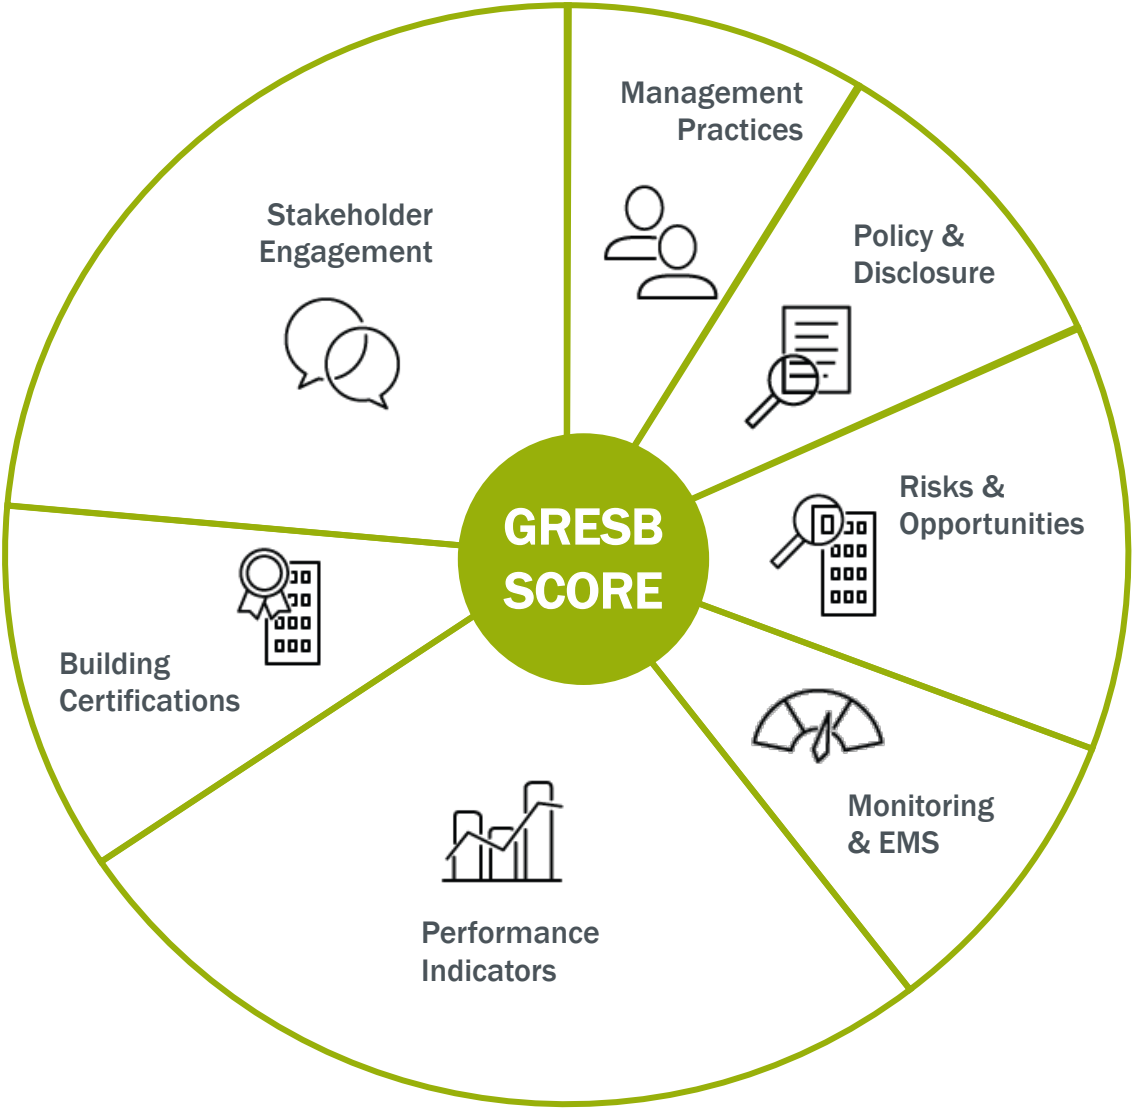 Management
Practices
Policy &
Disclosure
Risks &
Opportunities
Monitoring
& EMS
Performance
Indicators
Building
Certifications
Stakeholder
Engagement
GRESB
SCORE